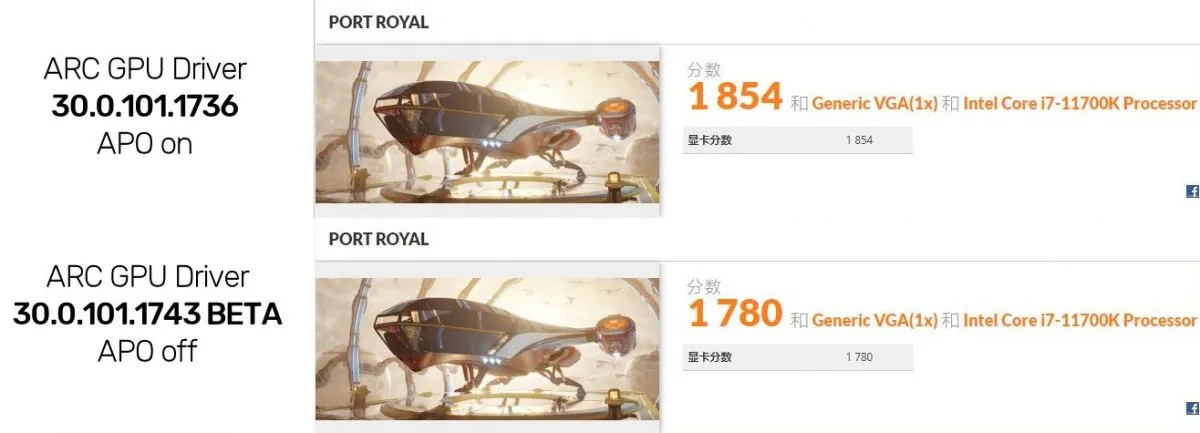 ARC GPU Driver
30.0.101.1736
APO on
PORT ROYAL
分数
1 854 和 Generic VGA(1x) 和 Intel Core i7-11700K Processor
显卡分数 1 854
f
ARC GPU Driver
30.0.101.1743 BETA
APO off
PORT ROYAL
分数
1 780 和 Generic VGA(1x) 和 Intel Core i7-11700K Processor
显卡分数 1 780
f